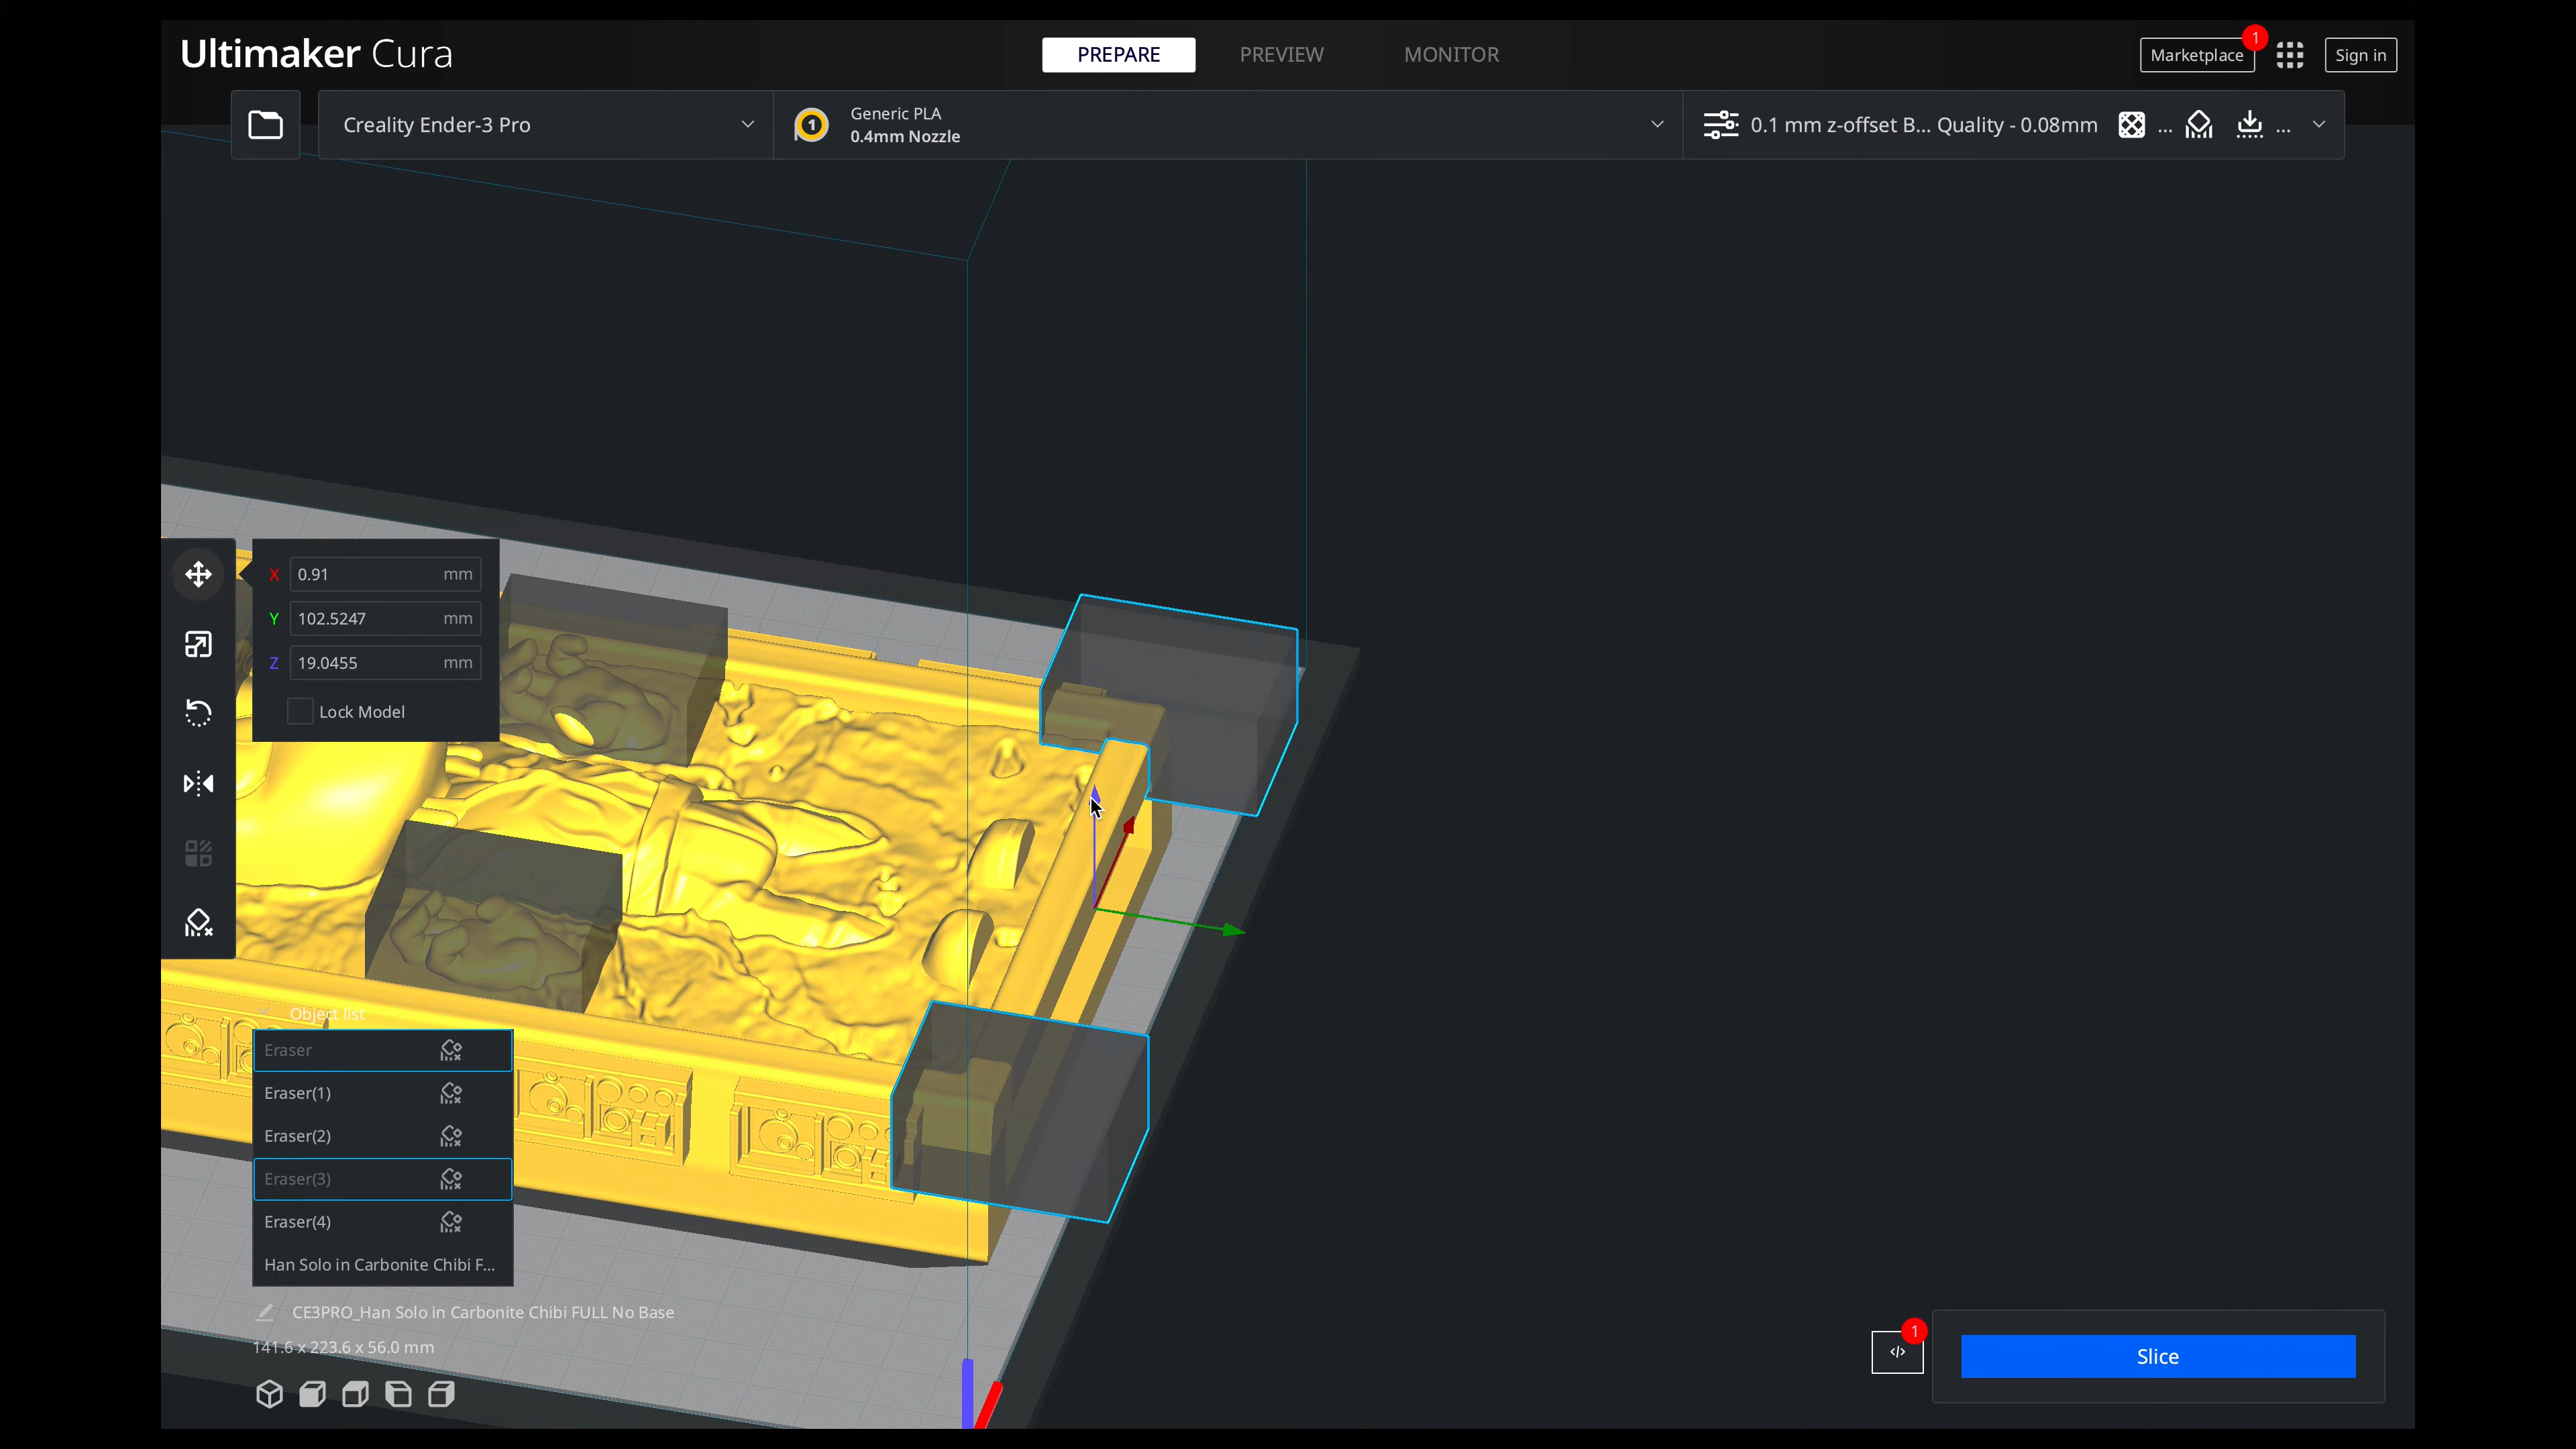 Ultimaker Cura
PREPARE
PREVIEW
MONITOR
Marketplace
1
Sign in
Creality Ender-3 Pro
1
Generic PLA
0.4mm Nozzle
0.1 mm z-offset B... Quality - 0.08mm
...
...
X 0.91 mm
Y 102.5247 mm
Z 19.0455 mm
Lock Model
Object list
Eraser
Eraser(1)
Eraser(2)
Eraser(3)
Eraser(4)
Han Solo in Carbonite Chibi F...
CE3PRO_Han Solo in Carbonite Chibi FULL No Base
141.6 x 223.6 x 56.0 mm
</>
1
Slice